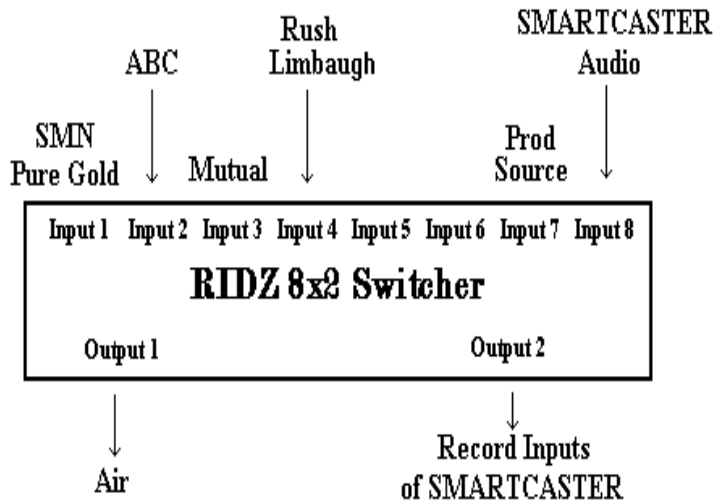 Rush
Limbaugh
SMARTCASTER
Audio
ABC
SMN
Pure Gold
Mutual
Prod
Source
Input 1 Input 2 Input 3 Input 4 Input 5 Input 6 Input 7 Input 8
RIDZ 8x2 Switcher
Output 1 Output 2
Air
Record Inputs
of SMARTCASTER